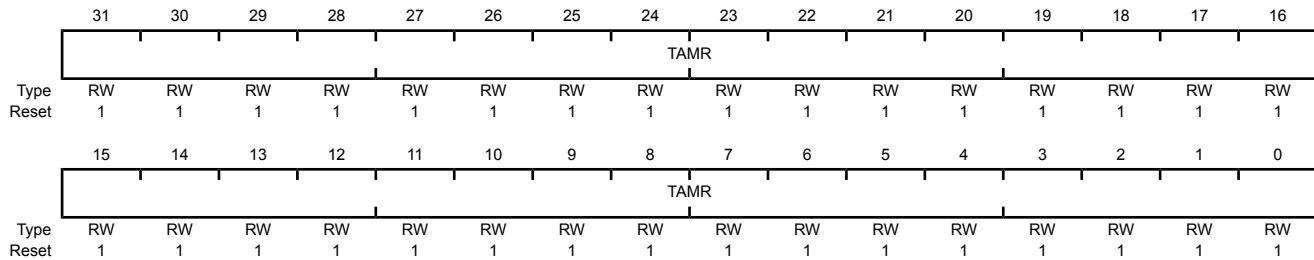 31 30 29 28 27 26 25 24 23 22 21 20 19 18 17 16
TAMR
Type RW RW RW RW RW RW RW RW RW RW RW RW RW RW RW RW
Reset 1 1 1 1 1 1 1 1 1 1 1 1 1 1 1 1
15 14 13 12 11 10 9 8 7 6 5 4 3 2 1 0
TAMR
Type RW RW RW RW RW RW RW RW RW RW RW RW RW RW RW RW
Reset 1 1 1 1 1 1 1 1 1 1 1 1 1 1 1 1